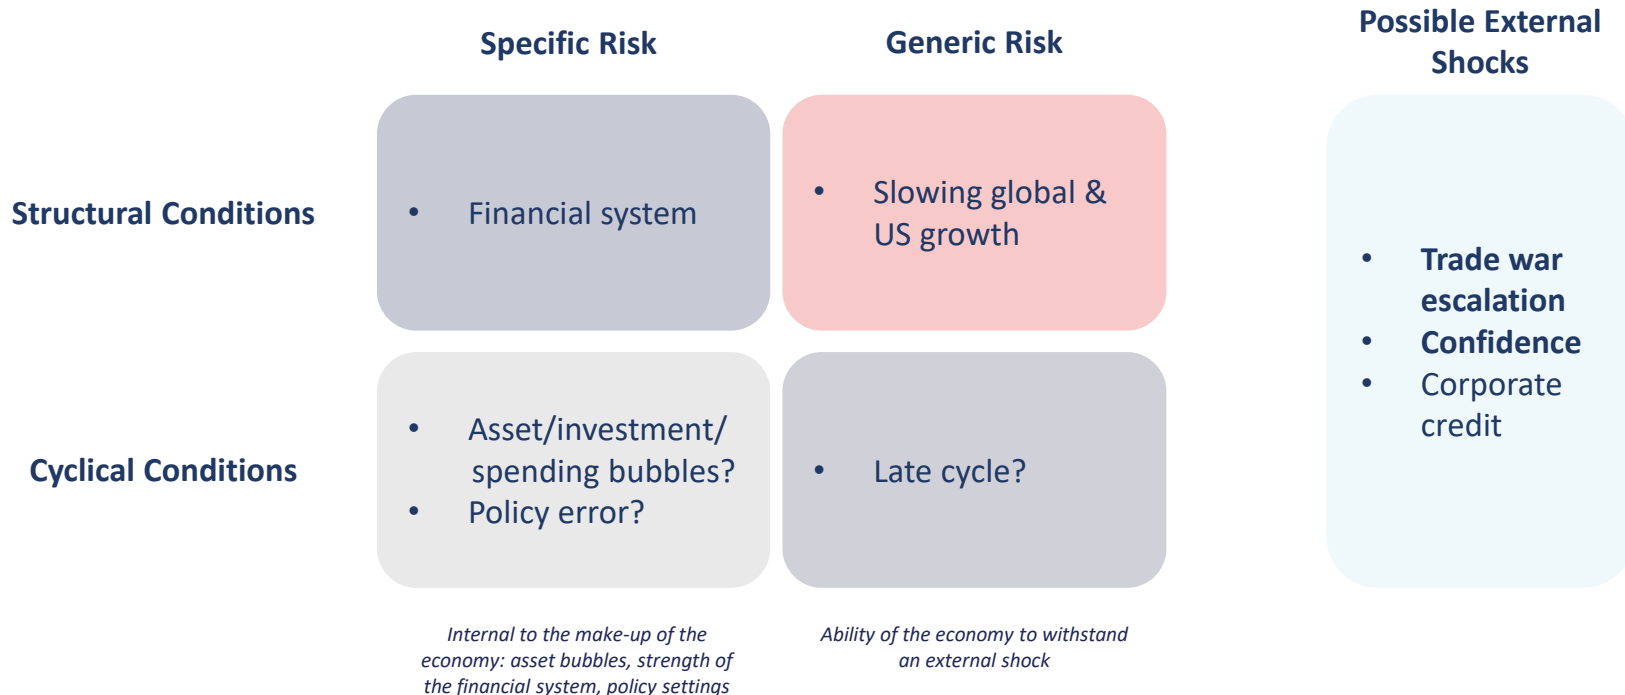 Specific Risk
Generic Risk
Possible External
Shocks
Structural Conditions
• Financial system
• Slowing global &
US growth
• Trade war
escalation
• Confidence
• Corporate
credit
Cyclical Conditions
• Asset/investment/
spending bubbles?
• Policy error?
• Late cycle?
Internal to the make-up of the
economy: asset bubbles, strength of
the financial system, policy settings
Ability of the economy to withstand
an external shock